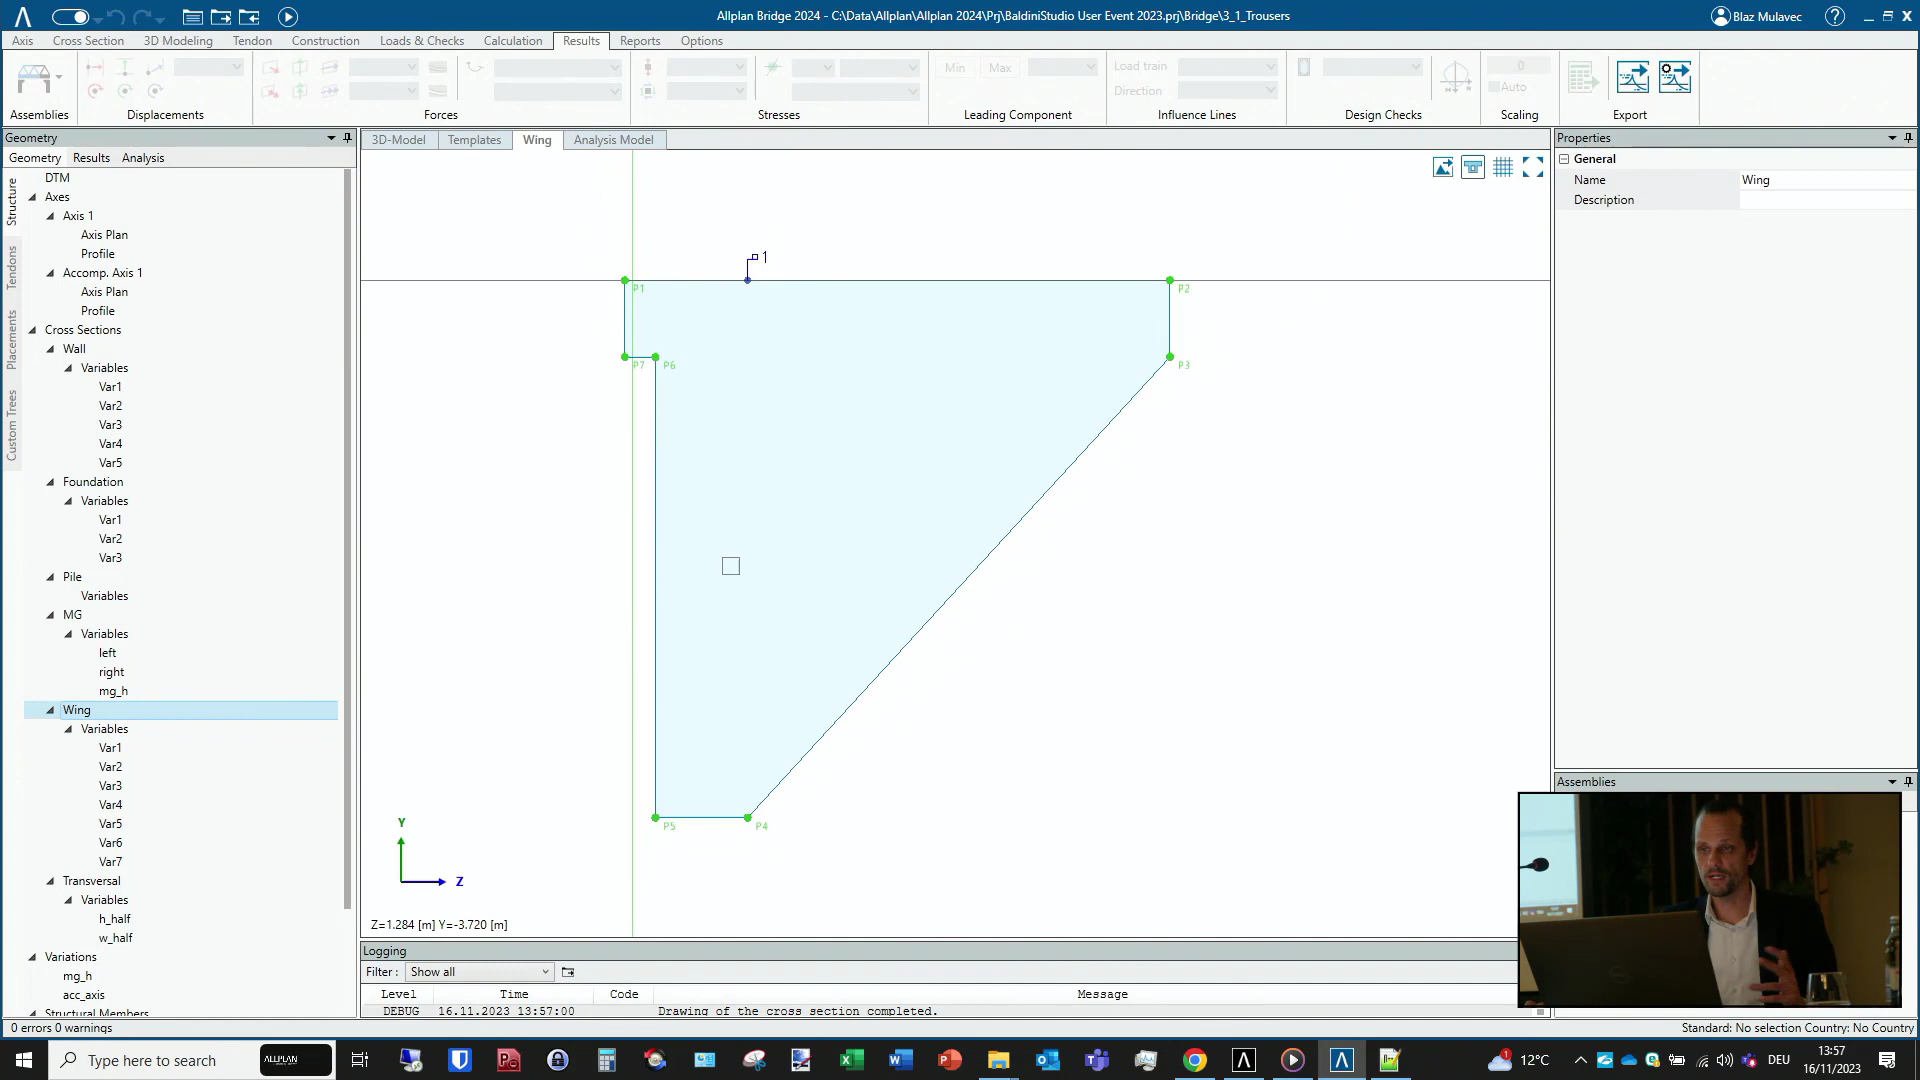 Allplan Bridge 2024 - C:\Data\Allplan\Allplan 2024\Prj\BaldiniStudio User Event 2023.prj\Bridge\3_1_Trousers
Blaz Mulavec
Axis Cross Section 3D Modeling Tendon Construction Loads & Checks Calculation Results Reports Options
Min Max Load train 0
Direction Auto
Assemblies Displacements Forces Stresses Leading Component Influence Lines Design Checks Scaling Export
Geometry
Geometry Results Analysis
Structure
Tendons
Placements
Custom Trees
DTM
Axes
Axis 1
Axis Plan
Profile
Accomp. Axis 1
Axis Plan
Profile
Cross Sections
Wall
Variables
Var1
Var2
Var3
Var4
Var5
Foundation
Variables
Var1
Var2
Var3
Pile
Variables
MG
Variables
left
right
mg_h
Wing
Variables
Var1
Var2
Var3
Var4
Var5
Var6
Var7
Transversal
Variables
h_half
w_half
Variations
mg_h
acc_axis
Structural Members
3D-Model Templates Wing Analysis Model
1
P1 P2
P7 P6 P3
P5 P4
Y
Z
Z=1.284 [m] Y=-3.720 [m]
Properties
General
Name Wing
Description
Assemblies
Logging
Filter : Show all
Level Time Code Message
DEBUG 16.11.2023 13:57:00 Drawing of the cross section completed.
0 errors 0 warnings
Standard: No selection Country: No Country
Type here to search
ALLPLAN
1 12°C
DEU
13:57
16/11/2023